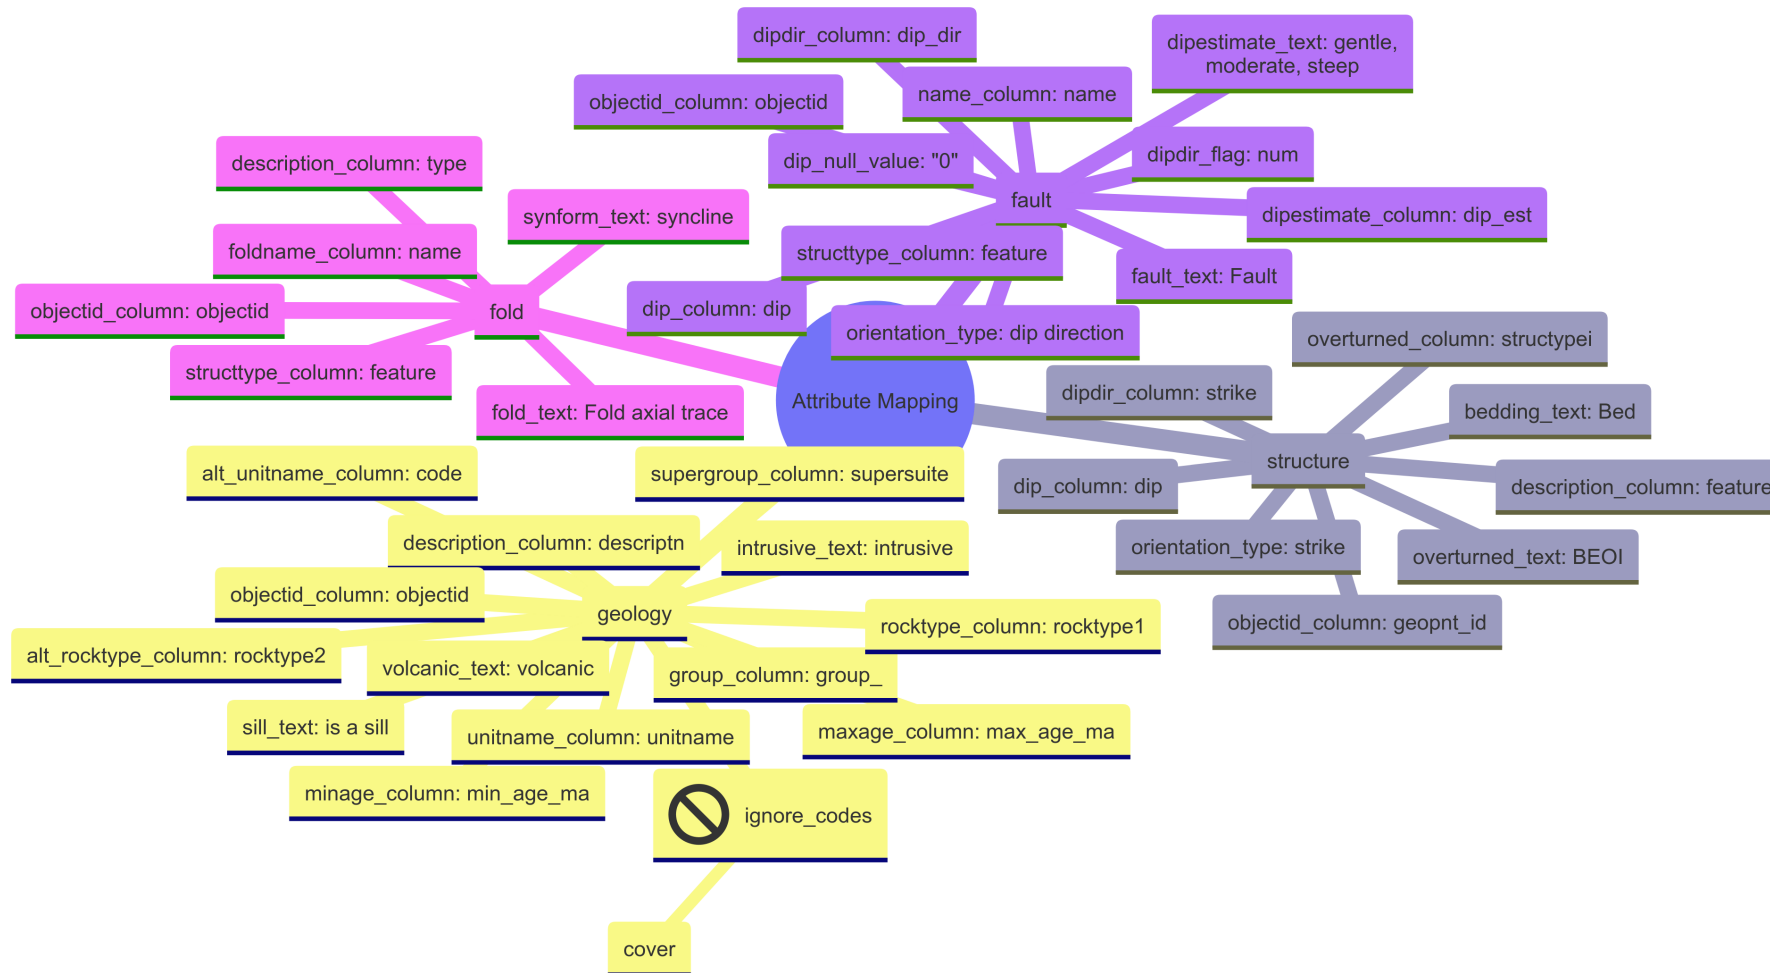 dipdir_column: dip_dir
dipestimate_text: gentle,
moderate, steep
objectid_column: objectid
name_column: name
description_column: type
dip_null_value: "0"
dipdir_flag: num
fault
synform_text: syncline
dipestimate_column: dip_est
foldname_column: name
structtype_column: feature
fault_text: Fault
objectid_column: objectid
fold
dip_column: dip
orientation_type: dip direction
overturned_column: structypei
structtype_column: feature
fold_text: Fold axial trace
Attribute Mapping
dipdir_column: strike
bedding_text: Bed
structure
alt_unitname_column: code
supergroup_column: supersuite
dip_column: dip
description_column: feature
description_column: descriptn
intrusive_text: intrusive
orientation_type: strike
overturned_text: BEOI
objectid_column: objectid
geology
rocktype_column: rocktype1
objectid_column: geopnt_id
alt_rocktype_column: rocktype2
volcanic_text: volcanic
group_column: group_
sill_text: is a sill
unitname_column: unitname
maxage_column: max_age_ma
minage_column: min_age_ma
ignore_codes
cover